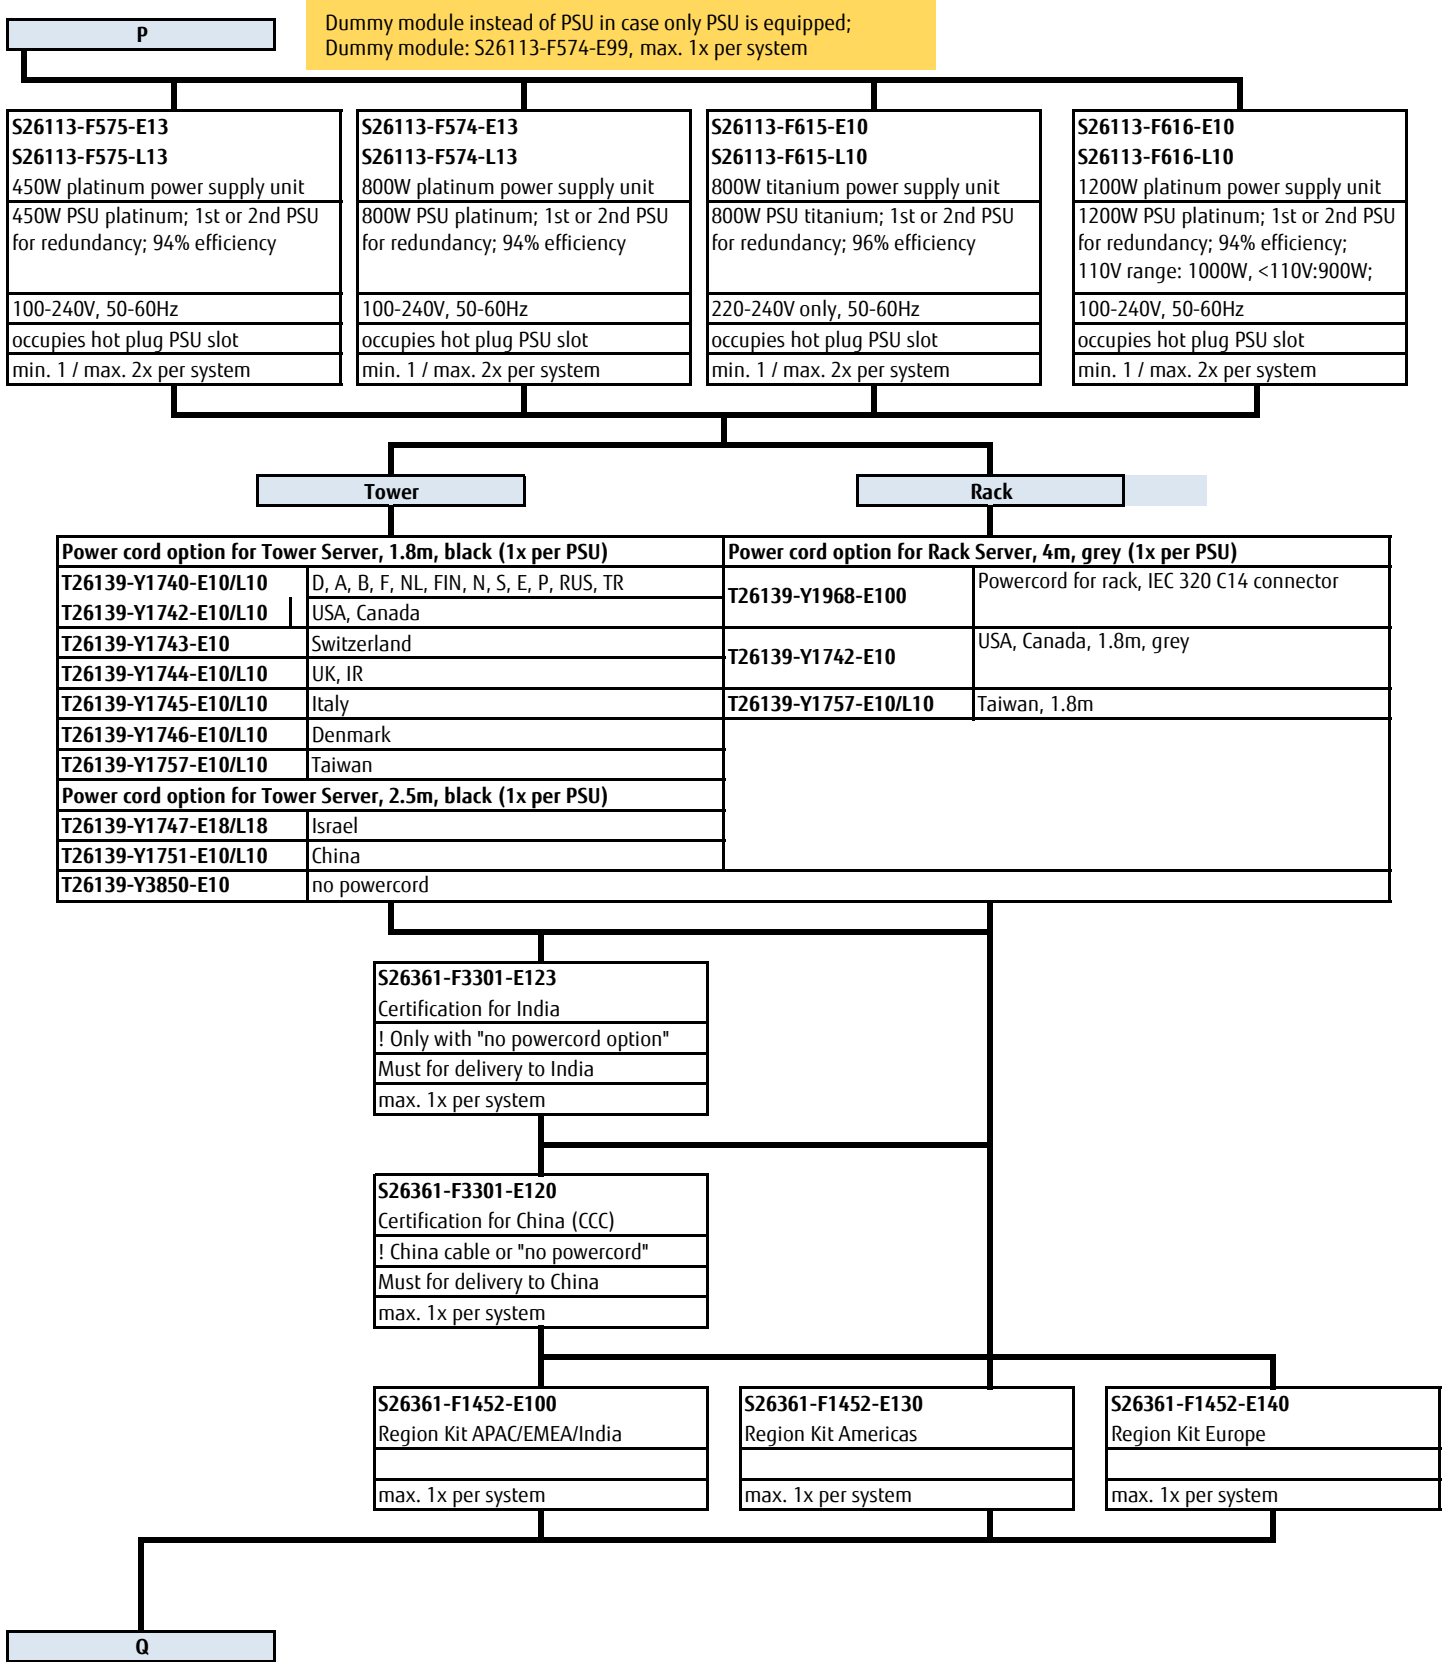 P
Dummy module instead of PSU in case only PSU is equipped;
Dummy module: S26113-F574-E99, max. 1x per system
S26113-F575-E13
S26113-F575-L13
450W platinum power supply unit
450W PSU platinum; 1st or 2nd PSU
for redundancy; 94% efficiency
100-240V, 50-60Hz
occupies hot plug PSU slot
min. 1 / max. 2x per system
S26113-F574-E13
S26113-F574-L13
800W platinum power supply unit
800W PSU platinum; 1st or 2nd PSU
for redundancy; 94% efficiency
100-240V, 50-60Hz
occupies hot plug PSU slot
min. 1 / max. 2x per system
S26113-F615-E10
S26113-F615-L10
800W titanium power supply unit
800W PSU titanium; 1st or 2nd PSU
for redundancy; 96% efficiency
220-240V only, 50-60Hz
occupies hot plug PSU slot
min. 1 / max. 2x per system
S26113-F616-E10
S26113-F616-L10
1200W platinum power supply unit
1200W PSU platinum; 1st or 2nd PSU
for redundancy; 94% efficiency;
110V range: 1000W, <110V:900W;
100-240V, 50-60Hz
occupies hot plug PSU slot
min. 1 / max. 2x per system
Tower
Rack
Power cord option for Tower Server, 1.8m, black (1x per PSU)
T26139-Y1740-E10/L10 D, A, B, F, NL, FIN, N, S, E, P, RUS, TR
T26139-Y1742-E10/L10 USA, Canada
T26139-Y1743-E10 Switzerland
T26139-Y1744-E10/L10 UK, IR
T26139-Y1745-E10/L10 Italy
T26139-Y1746-E10/L10 Denmark
T26139-Y1757-E10/L10 Taiwan
Power cord option for Tower Server, 2.5m, black (1x per PSU)
T26139-Y1747-E18/L18 Israel
T26139-Y1751-E10/L10 China
T26139-Y3850-E10 no powercord
Power cord option for Rack Server, 4m, grey (1x per PSU)
T26139-Y1968-E100 Powercord for rack, IEC 320 C14 connector
T26139-Y1742-E10 USA, Canada, 1.8m, grey
T26139-Y1757-E10/L10 Taiwan, 1.8m
S26361-F3301-E123
Certification for India
! Only with "no powercord option"
Must for delivery to India
max. 1x per system
S26361-F3301-E120
Certification for China (CCC)
! China cable or "no powercord"
Must for delivery to China
max. 1x per system
S26361-F1452-E100
Region Kit APAC/EMEA/India
max. 1x per system
S26361-F1452-E130
Region Kit Americas
max. 1x per system
S26361-F1452-E140
Region Kit Europe
max. 1x per system
Q